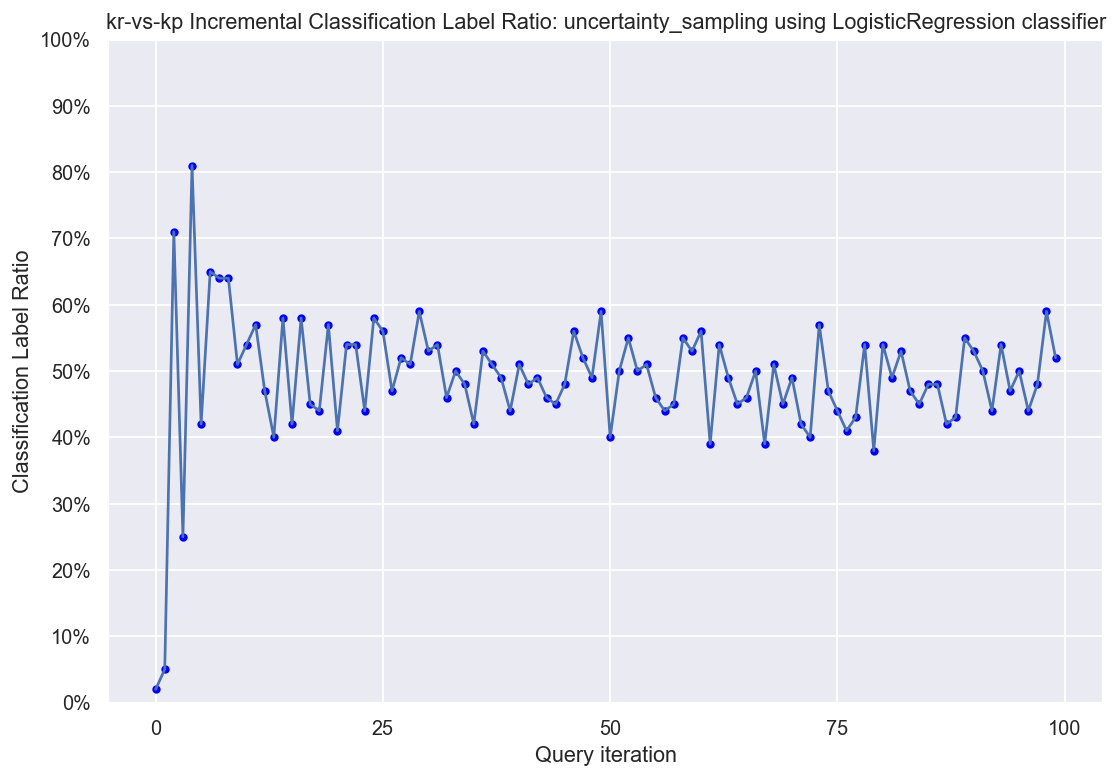 kr-vs-kp Incremental Classification Label Ratio: uncertainty_sampling using LogisticRegression classifier
100%
90%
80%
70%
60%
50%
40%
30%
20%
10%
0%
Classification Label Ratio
0 25 50 75 100
Query iteration